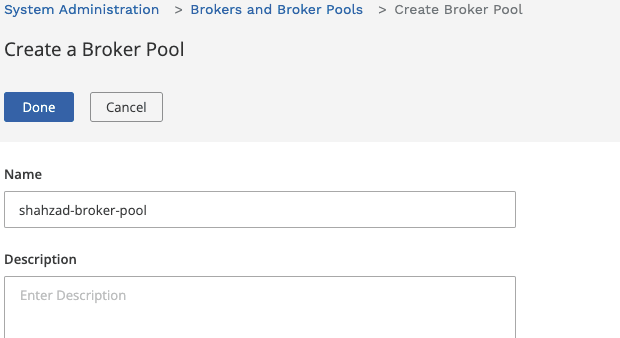 System Administration > Brokers and Broker Pools > Create Broker Pool
Create a Broker Pool
Done Cancel
Name
shahzad-broker-pool
Description
Enter Description